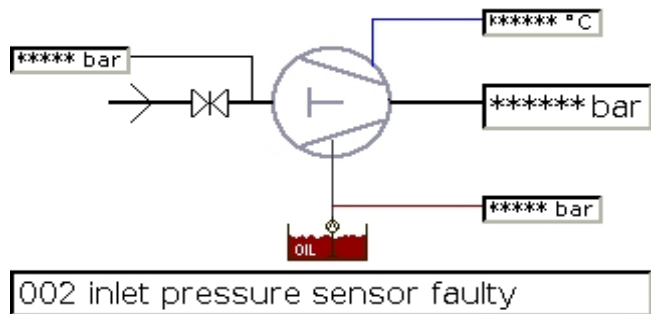 ****** °C
***** bar
****** bar
***** bar
OIL
002 inlet pressure sensor faulty